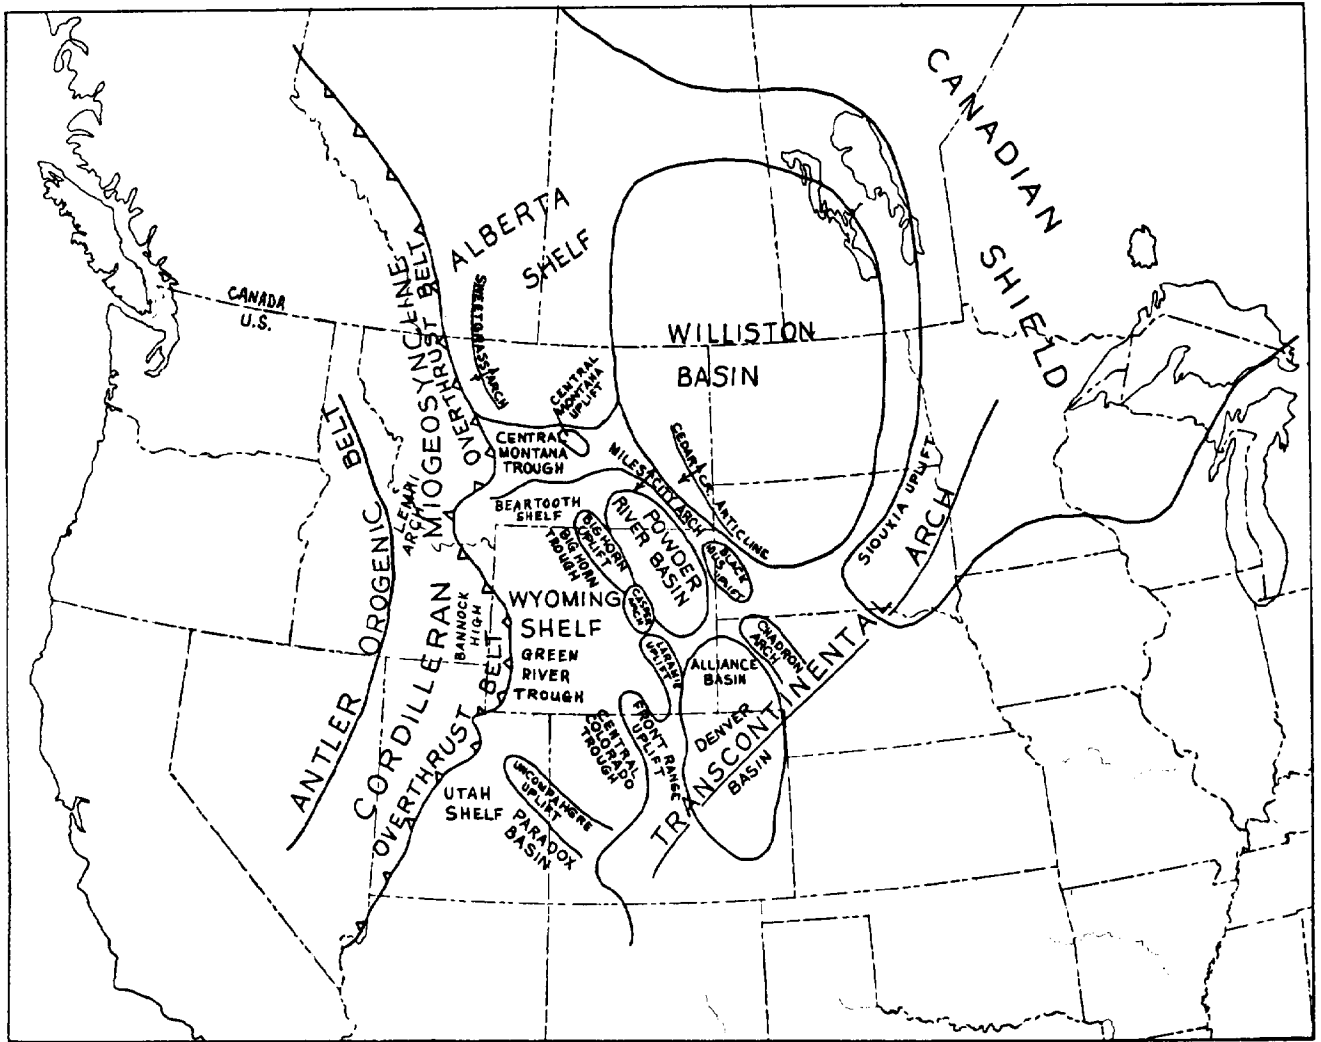 CANADIAN
SHIELD
ALBERTA
SHELF
CANADA
U.S.
SWEETGRASS ARCH
WILLISTON
BASIN
CENTRAL
MONTANA
UPLIFT
MIOGEOSYNCLINE
OVERTHRUST BELT
CENTRAL
MONTANA
TROUGH
CEDAR CK. ANTICLINE
MILES CITY ARCH
SIOUXIA UPLIFT
ARCH
BELT
LEMHI
ARCH
BEARTOOTH
SHELF
BIG HORN
UPLIFT
BIG HORN
TROUGH
POWDER
RIVER BASIN
BLACK
HILLS
UPLIFT
OROGENIC
WYOMING
SHELF
CASPER
ARCH
BANNOCK
HIGH
CORDILLERAN
GREEN
RIVER
TROUGH
LARAMIE
UPLIFT
ALLIANCE
BASIN
CHADRON
ARCH
TRANSCONTINENTAL
ANTLER
OVERTHRUST BELT
CENTRAL
COLORADO
TROUGH
FRONT RANGE
UPLIFT
DENVER
BASIN
UTAH
SHELF
UNCOMPAHGRE
UPLIFT
PARADOX
BASIN